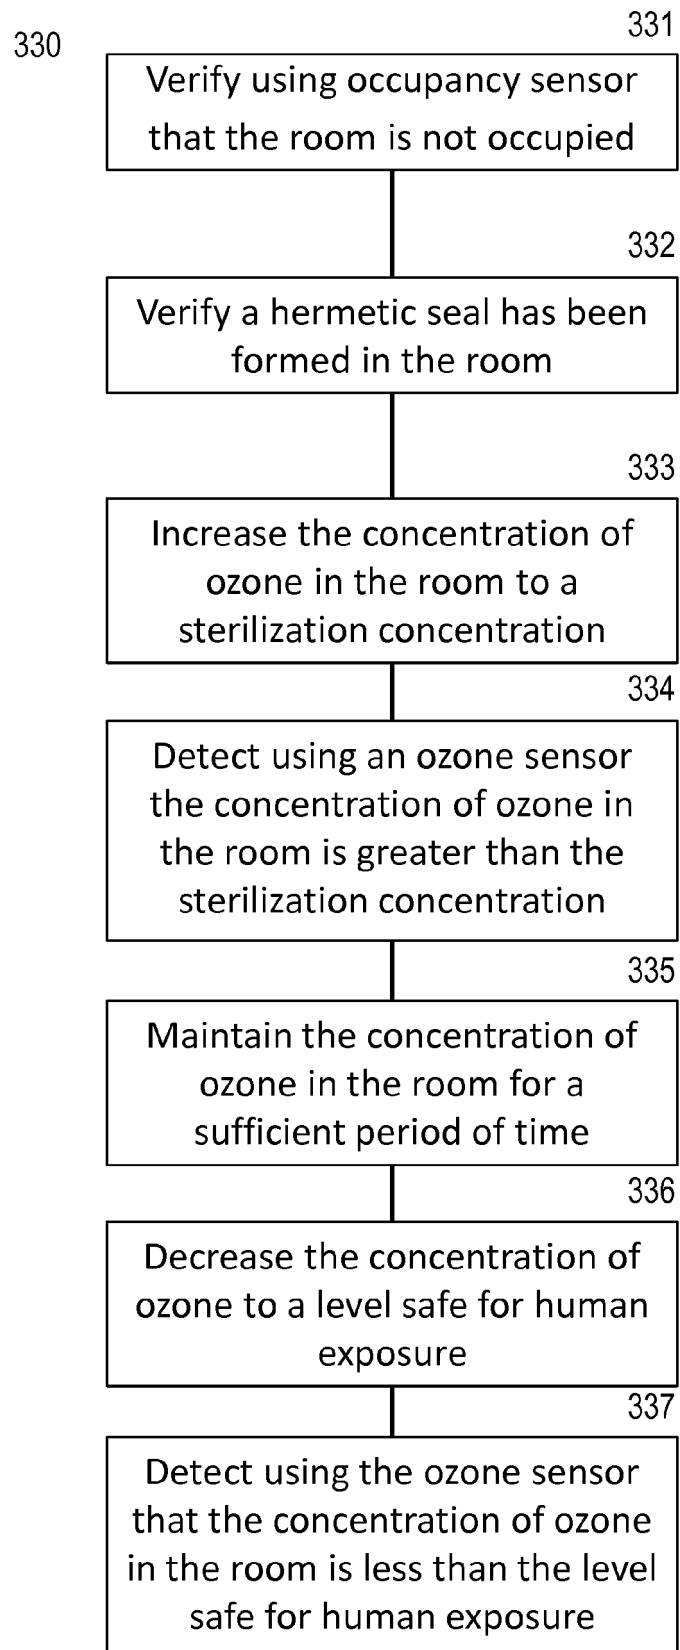 330
331
Verify using occupancy sensor
that the room is not occupied
332
Verify a hermetic seal has been
formed in the room
333
Increase the concentration of
ozone in the room to a
sterilization concentration
334
Detect using an ozone sensor
the concentration of ozone in
the room is greater than the
sterilization concentration
335
Maintain the concentration of
ozone in the room for a
sufficient period of time
336
Decrease the concentration of
ozone to a level safe for human
exposure
337
Detect using the ozone sensor
that the concentration of ozone
in the room is less than the level
safe for human exposure